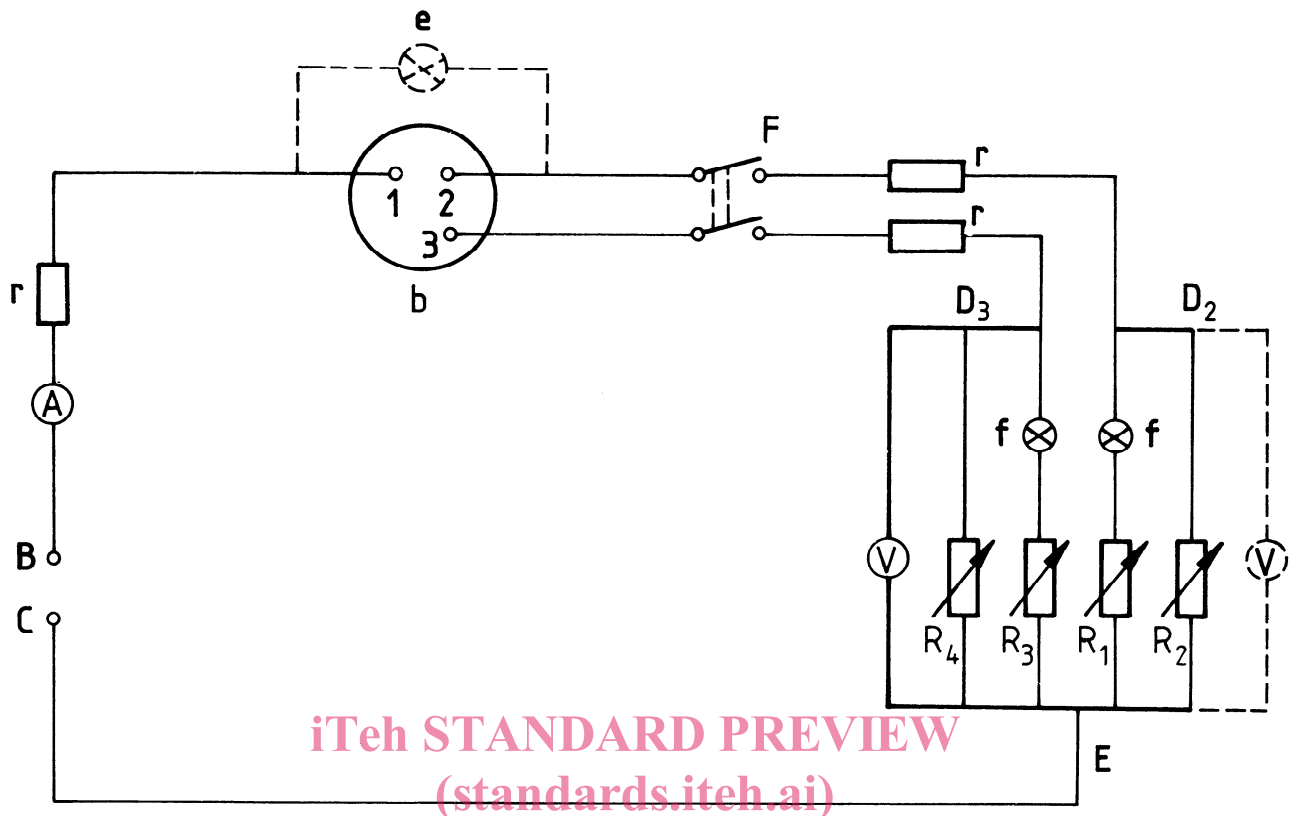 e
F
r
1 2
r
3
r
b
D3
D2
A
f
f
B
V
V
C
R4
R3
R1
R2
iTeh STANDARD PREVIEW
E
(standards.iteh.ai)